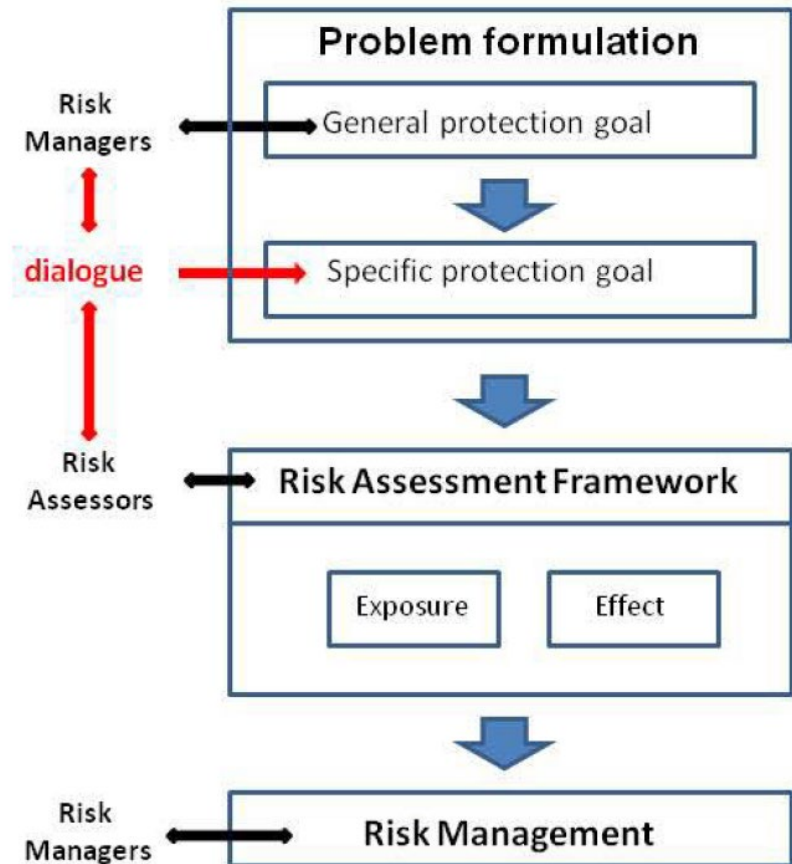 Problem formulation
Risk
Managers
General protection goal
dialogue
Specific protection goal
Risk
Assessors
Risk Assessment Framework
Exposure
Effect
Risk
Managers
Risk Management